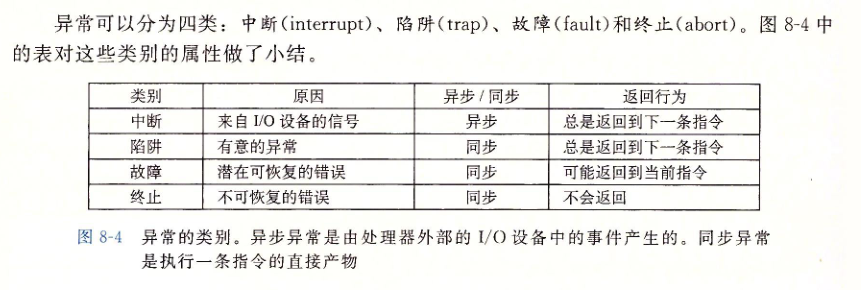 异常可以分为四类：中断(interrupt)、陷阱(trap)、故障(fault)和终止(abort)。图 8-4 中
的表对这些类别的属性做了小结。
类别 原因 异步/同步 返回行为
中断 来自 I/O 设备的信号 异步 总是返回到下一条指令
陷阱 有意的异常 同步 总是返回到下一条指令
故障 潜在可恢复的错误 同步 可能返回到当前指令
终止 不可恢复的错误 同步 不会返回
图 8-4 异常的类别。异步异常是由处理器外部的 I/O 设备中的事件产生的。同步异常
是执行一条指令的直接产物